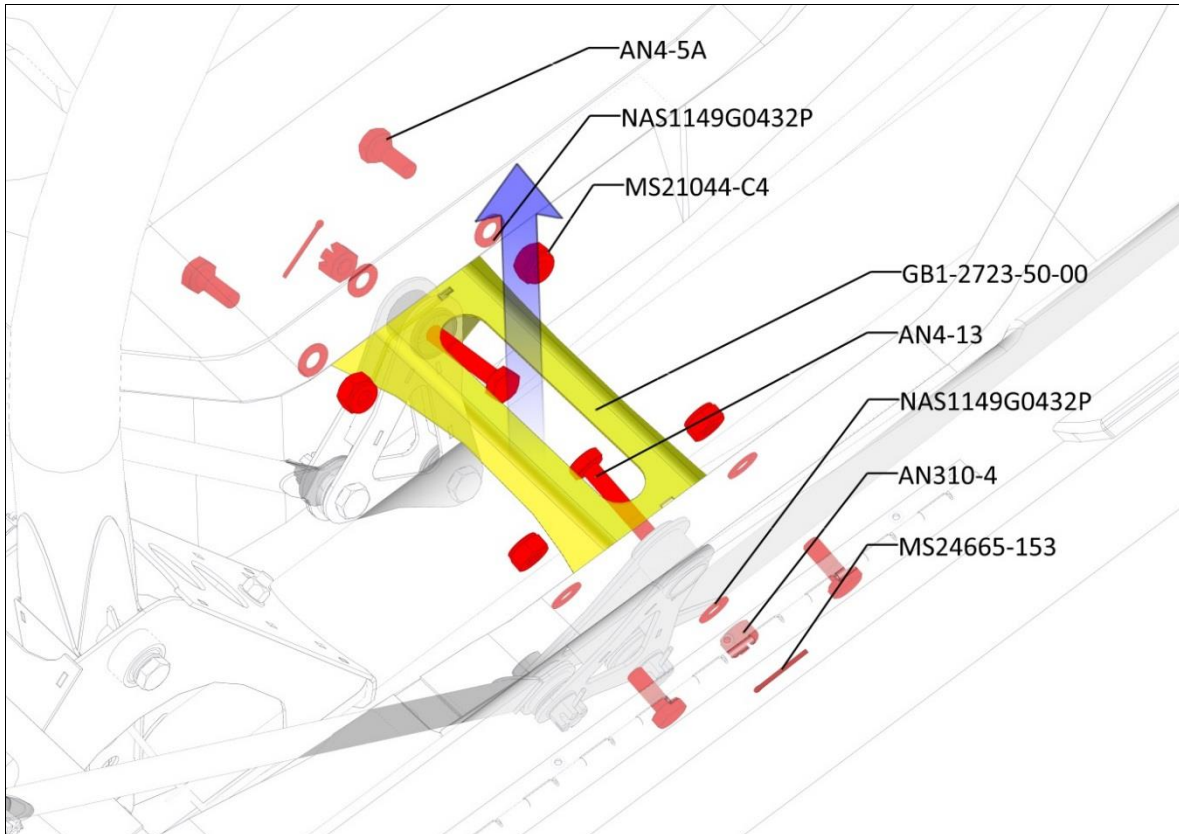 AN4-5A
NAS1149G0432P
MS21044-C4
GB1-2723-50-00
AN4-13
NAS1149G0432P
AN310-4
MS24665-153